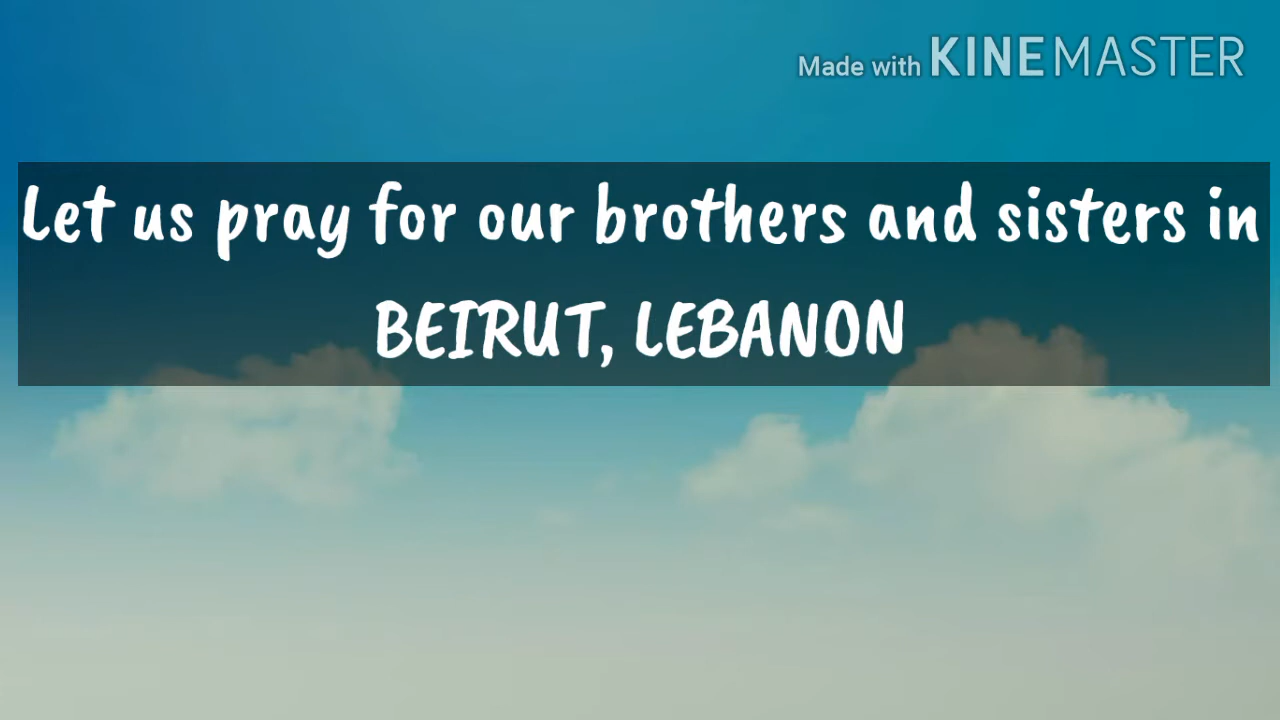 Made with KINEMASTER
Let us pray for our brothers and sisters in
BEIRUT, LEBANON